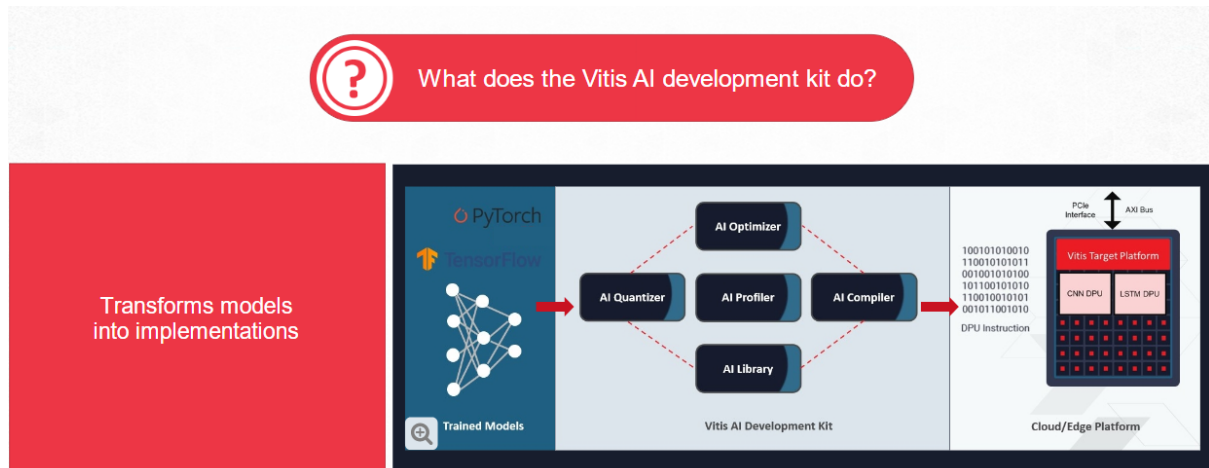 What does the Vitis AI development kit do?
Transforms models
into implementations
PyTorch
TensorFlow
Trained Models
AI Optimizer
AI Quantizer
AI Profiler
AI Compiler
AI Library
Vitis AI Development Kit
PCIe
Interface
AXI Bus
100101010010
110010101011
001001010100
101100101010
110010010101
001011001010
DPU Instruction
Vitis Target Platform
CNN DPU
LSTM DPU
Cloud/Edge Platform